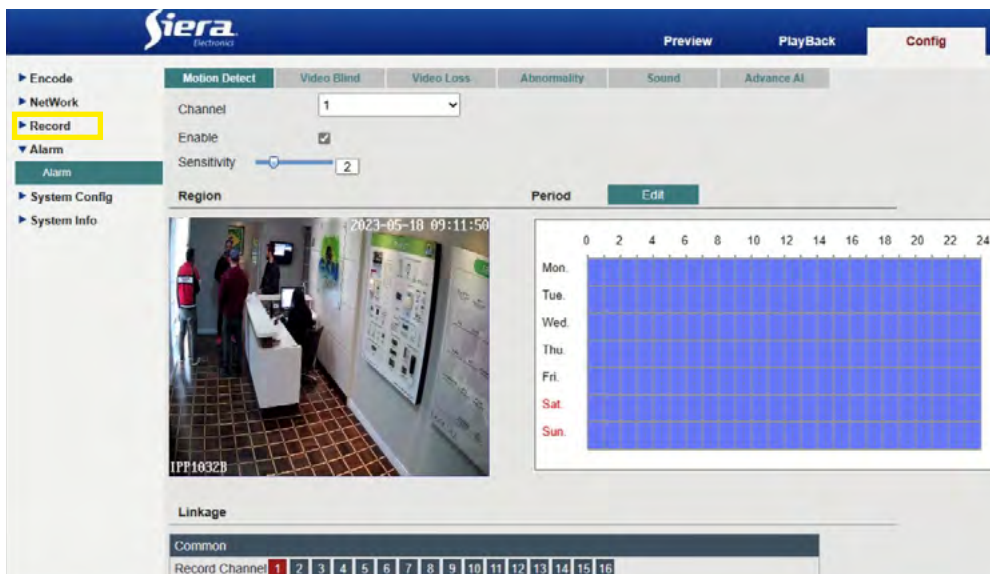 Siera
Electronics
Preview PlayBack Config
Encode
NetWork
Record
Alarm
Alarm
System Config
System Info
Motion Detect Video Blind Video Loss Abnormality Sound Advance AI
Channel 1
Enable
Sensitivity 2
Region Period Edit
2023-05-18 09:11:50
0 2 4 6 8 10 12 14 16 18 20 22 24
Mon.
Tue.
Wed.
Thu.
Fri.
Sat.
Sun.
IPP1032B
Linkage
Common
Record Channel 1 2 3 4 5 6 7 8 9 10 11 12 13 14 15 16